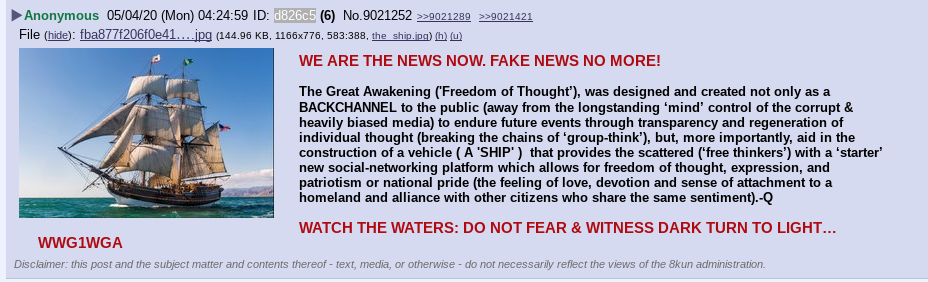 ▶Anonymous 05/04/20 (Mon) 04:24:59 ID: d826c5 (6) No.9021252 >>9021289 >>9021421
File (hide): fba877f206f0e41….jpg (144.96 KB, 1166x776, 583:388, the_ship.jpg) (h) (u)
WE ARE THE NEWS NOW. FAKE NEWS NO MORE!
The Great Awakening ('Freedom of Thought’), was designed and created not only as a
BACKCHANNEL to the public (away from the longstanding ‘mind’ control of the corrupt &
heavily biased media) to endure future events through transparency and regeneration of
individual thought (breaking the chains of ‘group-think’), but, more importantly, aid in the
construction of a vehicle ( A 'SHIP' ) that provides the scattered (‘free thinkers’) with a ‘starter’
new social-networking platform which allows for freedom of thought, expression, and
patriotism or national pride (the feeling of love, devotion and sense of attachment to a
homeland and alliance with other citizens who share the same sentiment).-Q
WATCH THE WATERS: DO NOT FEAR & WITNESS DARK TURN TO LIGHT…
WWG1WGA
Disclaimer: this post and the subject matter and contents thereof - text, media, or otherwise - do not necessarily reflect the views of the 8kun administration.